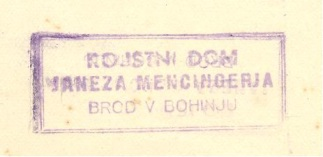 ROJSTNI DOM
JANEZA MENCINGERJA
BROD V BOHINJU